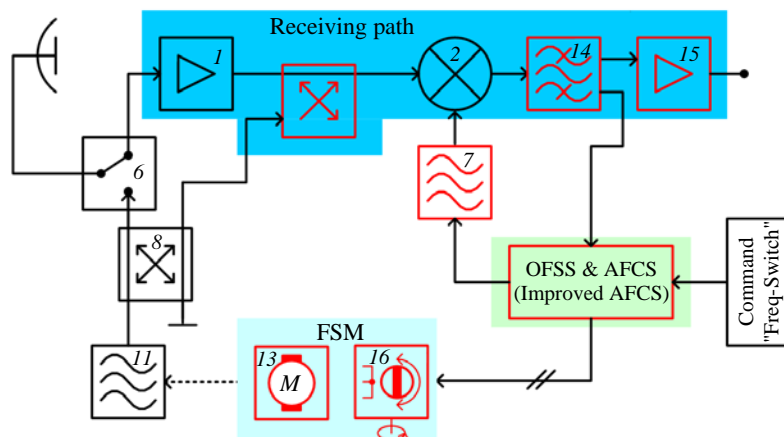 Receiving path
1
2
14
15
6
7
8
OFSS & AFCS
(Improved AFCS)
Command
"Freq-Switch"
FSM
11
13
M
16